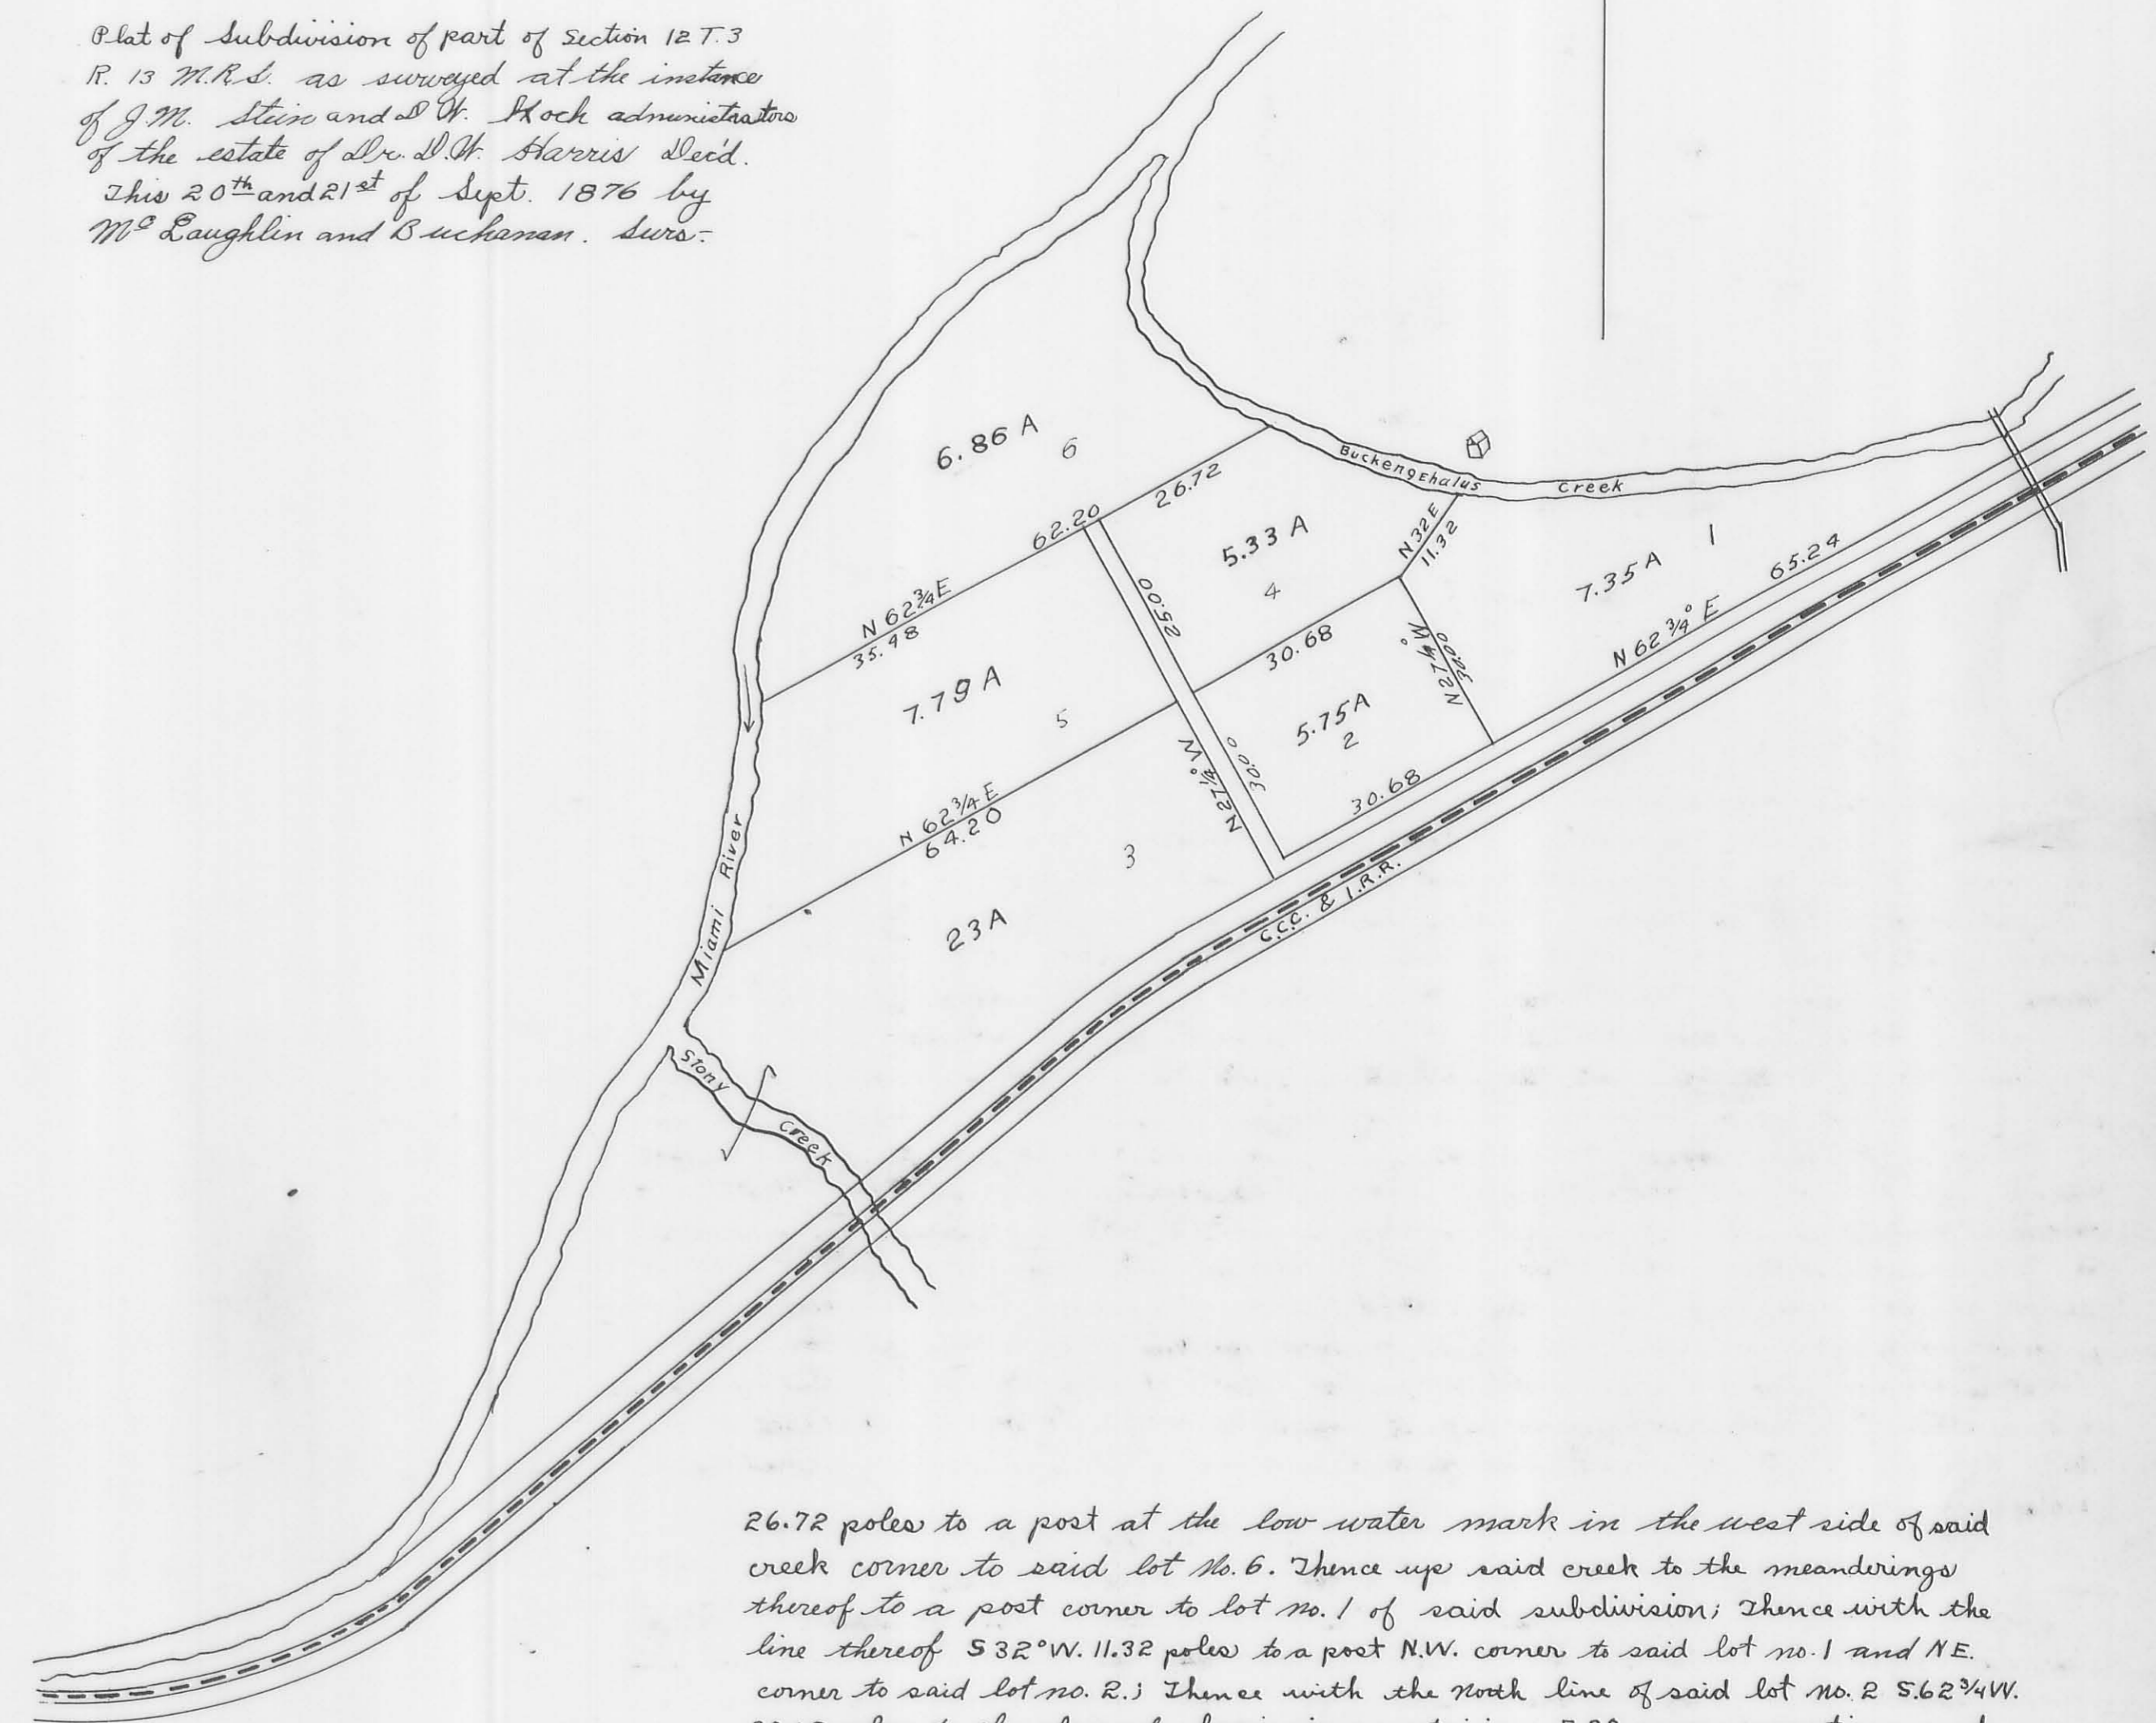 Plat of Subdivision of part of Section 12 T. 3
R. 13 M.R.S. as surveyed at the instance
of J.M. Stein and D W. Koch administrators
of the estate of Dr. D.W. Harris Dec'd.
This 20th and 21st of Sept. 1876 by
Mc Laughlin and Buchanan. Surs-
6.86 A
6
Buckengehalus Creek
26.72
62.20
5.33 A
4
N 32 E
11.32
1
7.35 A
65.24
N 62 3/4° E
N 62 3/4 E
35.48
25.00
30.68
N 27 1/4° W
30.00
7.79 A
5
5.75 A
2
N 27 1/4° W
30.00
30.68
N 62 3/4 E
64.20
3
23 A
Miami River
C.C.C. & I.R.R.
Stony Creek
26.72 poles to a post at the low water mark in the west side of said
creek corner to said lot No. 6. Thence up said creek to the meanderings
thereof to a post corner to lot no. 1 of said subdivision; Thence with the
line thereof S 32° W. 11.32 poles to a post N.W. corner to said lot no. 1 and NE.
corner to said lot no. 2.; Thence with the North line of said lot no. 2 S. 62 3/4 W.